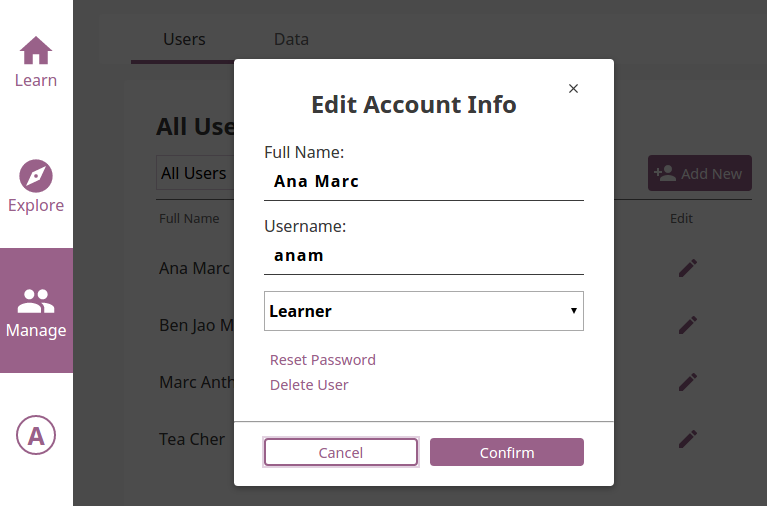 Learn
Explore
Manage
A
Users
Data
All Use
All Users
Add New
Full Name
Edit
Ana Marc
Ben Jao M
Marc Anth
Tea Cher
×
Edit Account Info
Full Name:
Ana Marc
Username:
anam
Learner
Reset Password
Delete User
Cancel
Confirm